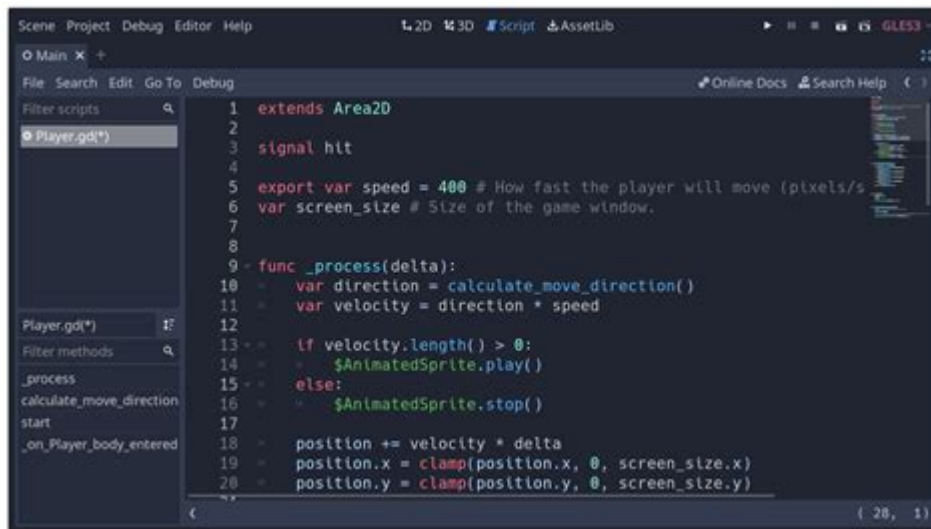 Scene Project Debug Editor Help 2D 3D Script AssetLib GLES3
Main × +
File Search Edit Go To Debug Online Docs Search Help
Filter scripts
Player.gd(*)
1 extends Area2D
2
3 signal hit
4
5 export var speed = 400 # How fast the player will move (pixels/s
6 var screen_size # Size of the game window.
7
8
9 func _process(delta):
10 var direction = calculate_move_direction()
11 var velocity = direction * speed
12
13 if velocity.length() > 0:
14 $AnimatedSprite.play()
15 else:
16 $AnimatedSprite.stop()
17
18 position += velocity * delta
19 position.x = clamp(position.x, 0, screen_size.x)
20 position.y = clamp(position.y, 0, screen_size.y)
Player.gd(*)
Filter methods
_process
calculate_move_direction
start
_on_Player_body_entered
( 28, 1)